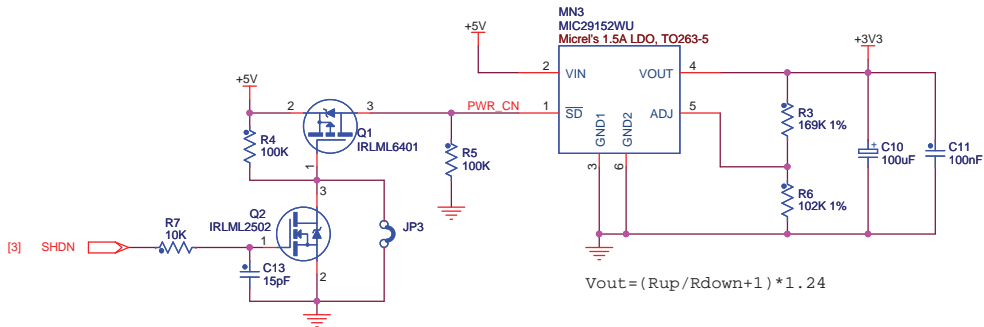 MN3
MIC29152WU
Micrel's 1.5A LDO, TO263-5
+5V
+3V3
2
VIN
VOUT
4
+5V
2
3
PWR_CN
1
SD
ADJ
5
GND1
GND2
R3
169K 1%
Q1
IRLML6401
R4
100K
R5
100K
C10
100uF
+
C11
100nF
1
3
6
3
R6
102K 1%
Q2
IRLML2502
JP3
R7
10K
[3]
SHDN
1
C13
15pF
2
Vout=(Rup/Rdown+1)*1.24